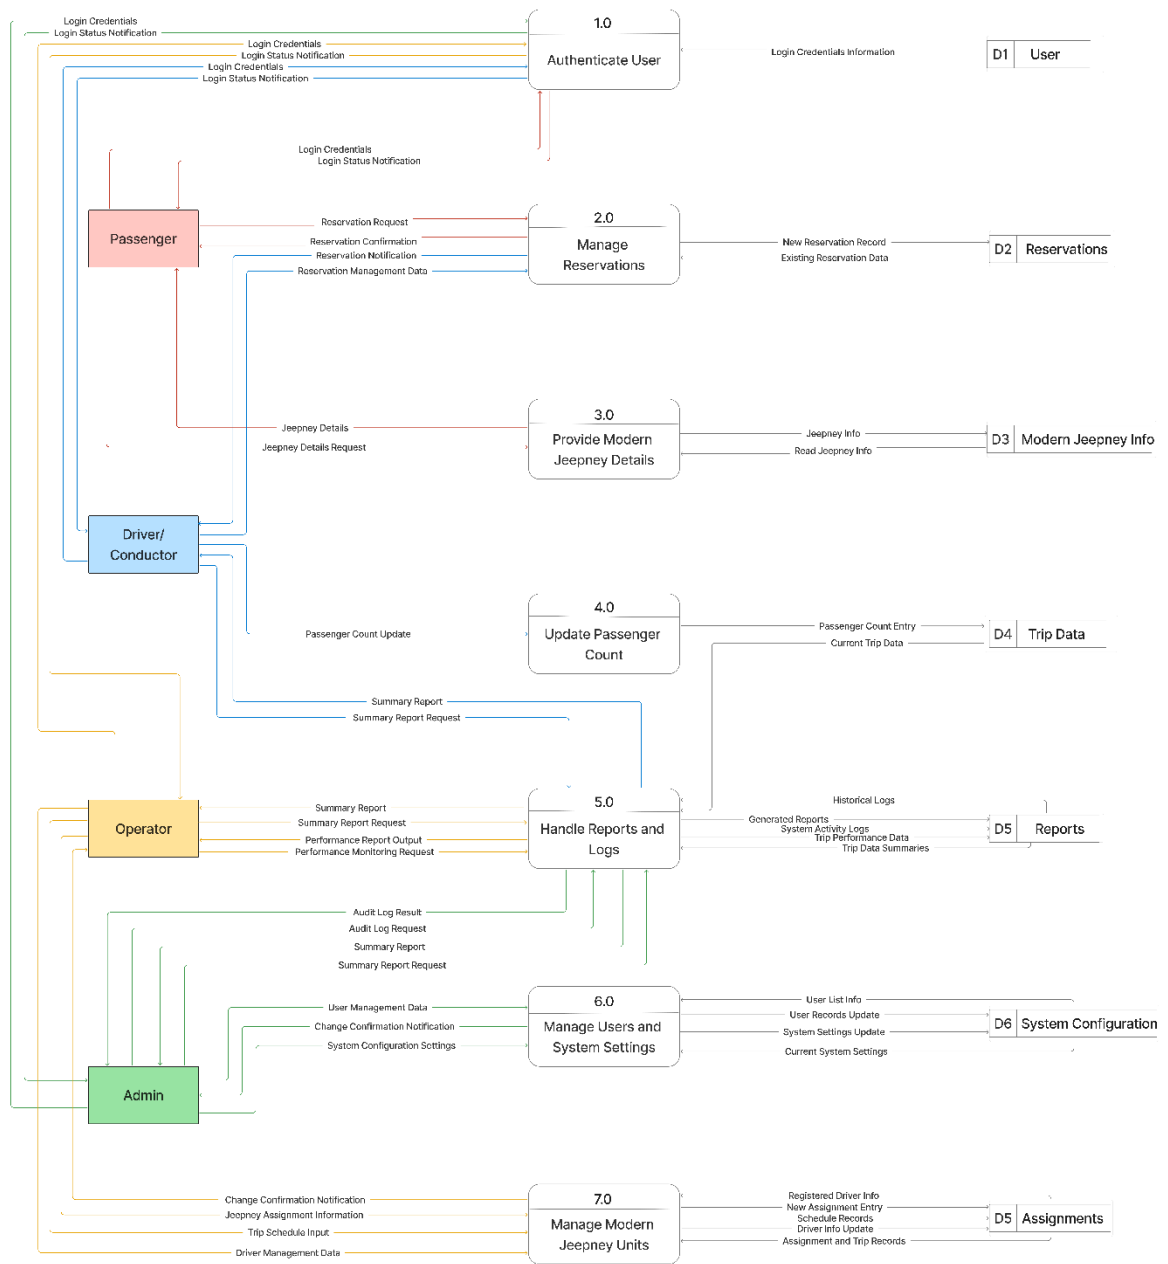 Login Credentials
Login Status Notification
Login Credentials
Login Status Notification
Login Credentials
Login Status Notification
1.0
Authenticate User
Login Credentials Information
D1 User
Login Credentials
Login Status Notification
Passenger
Reservation Request
Reservation Confirmation
Reservation Notification
Reservation Management Data
2.0
Manage
Reservations
New Reservation Record
Existing Reservation Data
D2 Reservations
Jeepney Details
Jeepney Details Request
3.0
Provide Modern
Jeepney Details
Jeepney Info
Read Jeepney Info
D3 Modern Jeepney Info
Driver/
Conductor
Passenger Count Update
4.0
Update Passenger
Count
Passenger Count Entry
Current Trip Data
D4 Trip Data
Summary Report
Summary Report Request
Operator
Summary Report
Summary Report Request
Performance Report Output
Performance Monitoring Request
5.0
Handle Reports and
Logs
Historical Logs
Generated Reports
System Activity Logs
Trip Performance Data
Trip Data Summaries
D5 Reports
Audit Log Result
Audit Log Request
Summary Report
Summary Report Request
User Management Data
Change Confirmation Notification
System Configuration Settings
6.0
Manage Users and
System Settings
User List Info
User Records Update
System Settings Update
Current System Settings
D6 System Configuration
Admin
Change Confirmation Notification
Jeepney Assignment Information
Trip Schedule Input
Driver Management Data
7.0
Manage Modern
Jeepney Units
Registered Driver Info
New Assignment Entry
Schedule Records
Driver Info Update
Assignment and Trip Records
D5 Assignments